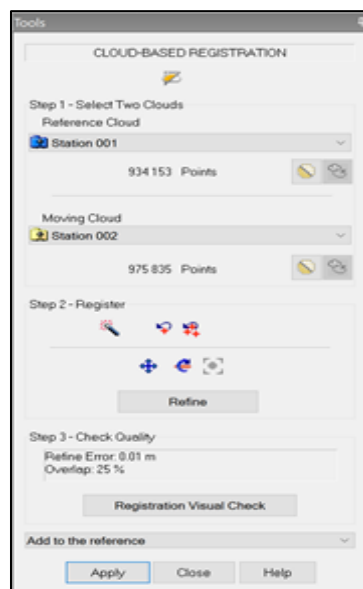 Tools
CLOUD-BASED REGISTRATION
Step 1 - Select Two Clouds
Reference Cloud
Station 001
934 153 Points
Moving Cloud
Station 002
975 835 Points
Step 2 - Register
Refine
Step 3 - Check Quality
Refine Error: 0.01 m
Overlap: 25 %
Registration Visual Check
Add to the reference
Apply Close Help